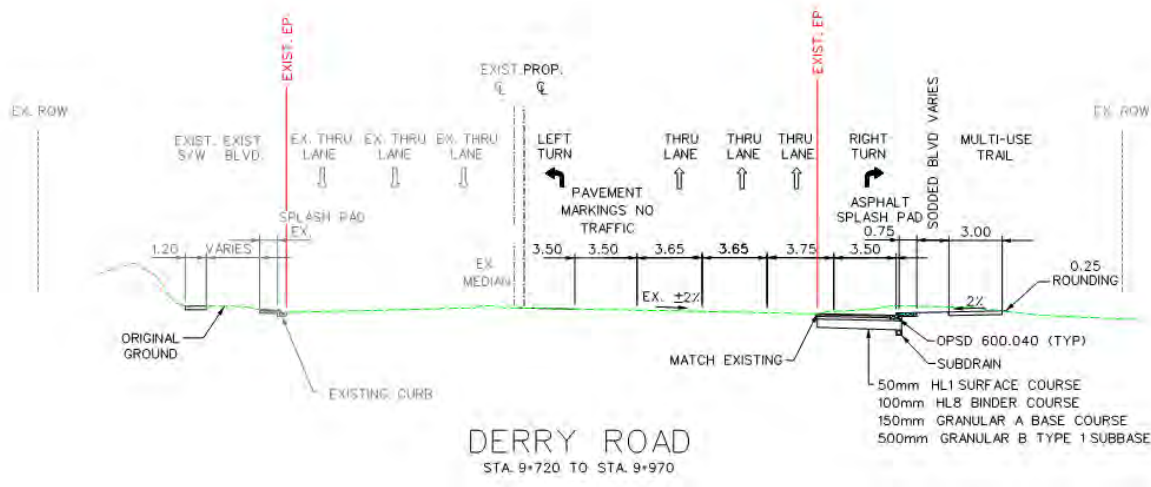 EXIST. EP.
EXIST. EP.
EXIST. PROP.
℄ ℄
EX. ROW
EX. ROW
EXIST. EXIST
S/W BLVD.
EX. THRU
LANE
EX. THRU
LANE
EX. THRU
LANE
LEFT
TURN
THRU
LANE
THRU
LANE
THRU
LANE
RIGHT
TURN
SODDED BLVD VARIES
MULTI-USE
TRAIL
PAVEMENT
MARKINGS NO
TRAFFIC
ASPHALT
SPLASH PAD
SPLASH PAD
EX.
1.20 VARIES
EX.
MEDIAN
3.50 3.50 3.65 3.65 3.75 3.50
0.75
3.00
0.25
ROUNDING
EX. ±2%
2%
ORIGINAL
GROUND
EXISTING CURB
MATCH EXISTING
OPSD 600.040 (TYP)
SUBDRAIN
50mm HL1 SURFACE COURSE
100mm HL8 BINDER COURSE
150mm GRANULAR A BASE COURSE
500mm GRANULAR B TYPE 1 SUBBASE
DERRY ROAD
STA. 9+720 TO STA. 9+970